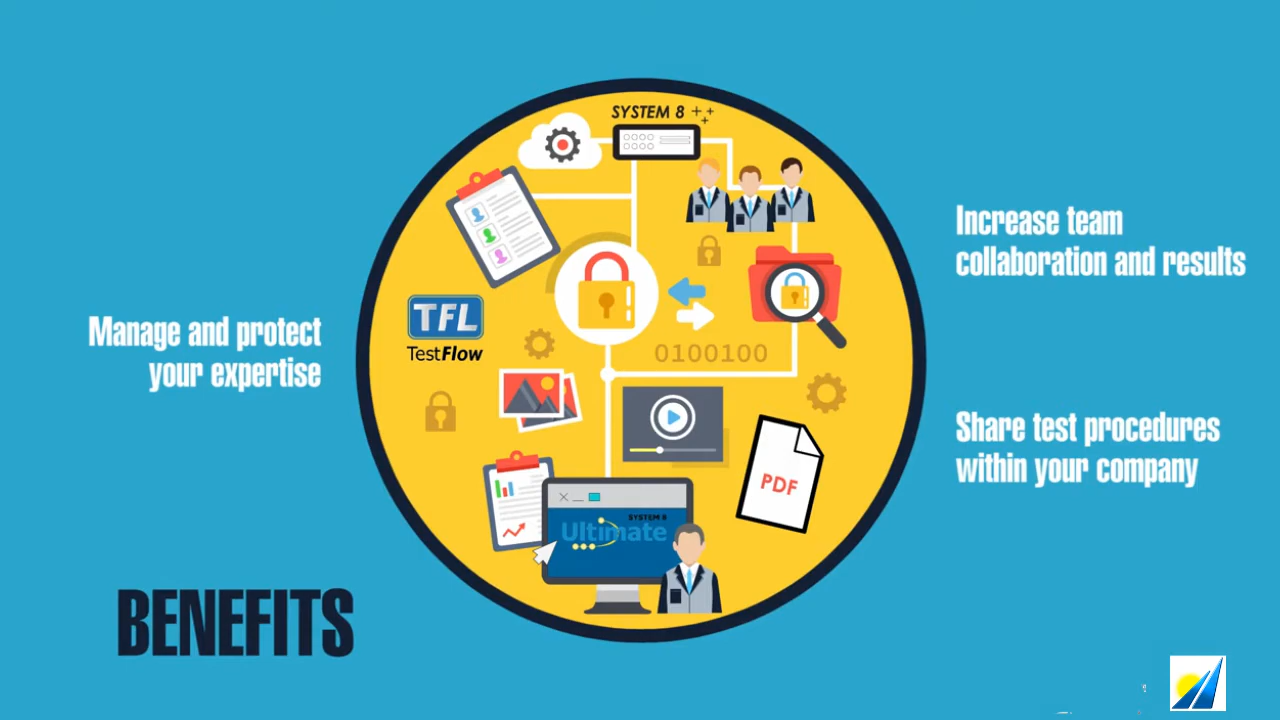 SYSTEM 8 +++
Increase team
collaboration and results
Manage and protect
your expertise
TFL
TestFlow
0100100
Share test procedures
within your company
PDF
SYSTEM 8
Ultimate
BENEFITS